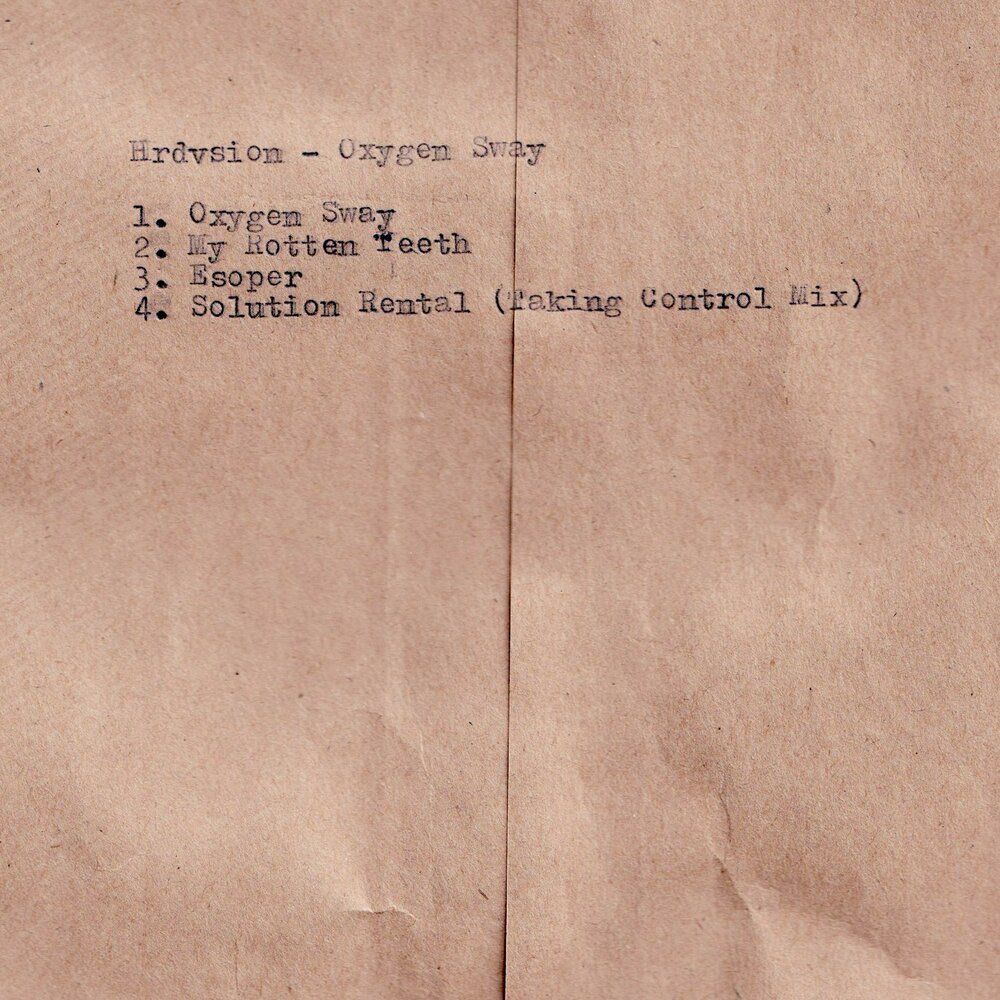 Hrdvsion - Oxygen Sway
1. Oxygen Sway
2. My Rotten Teeth
3. Esoper
4. Solution Rental (Taking Control Mix)